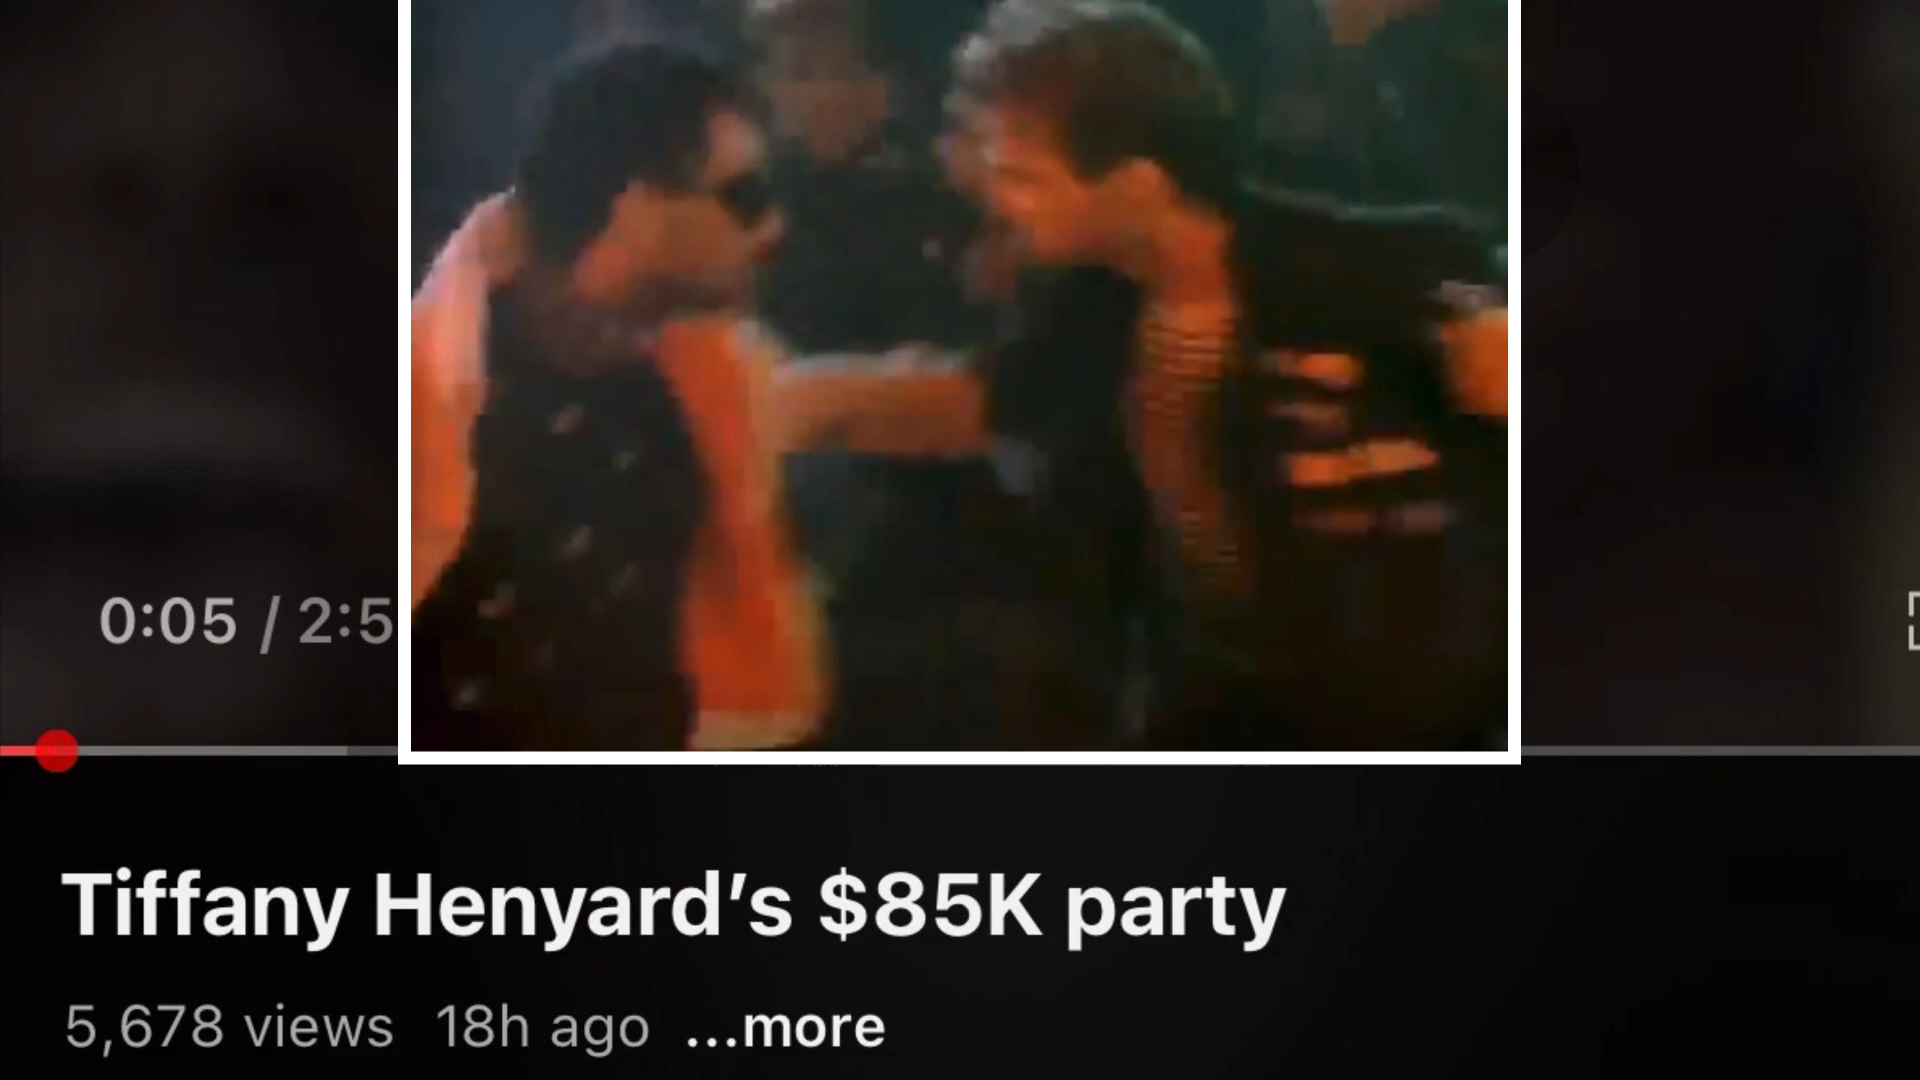 0:05 / 2:5
Tiffany Henyard’s $85K party
5,678 views 18h ago ...more